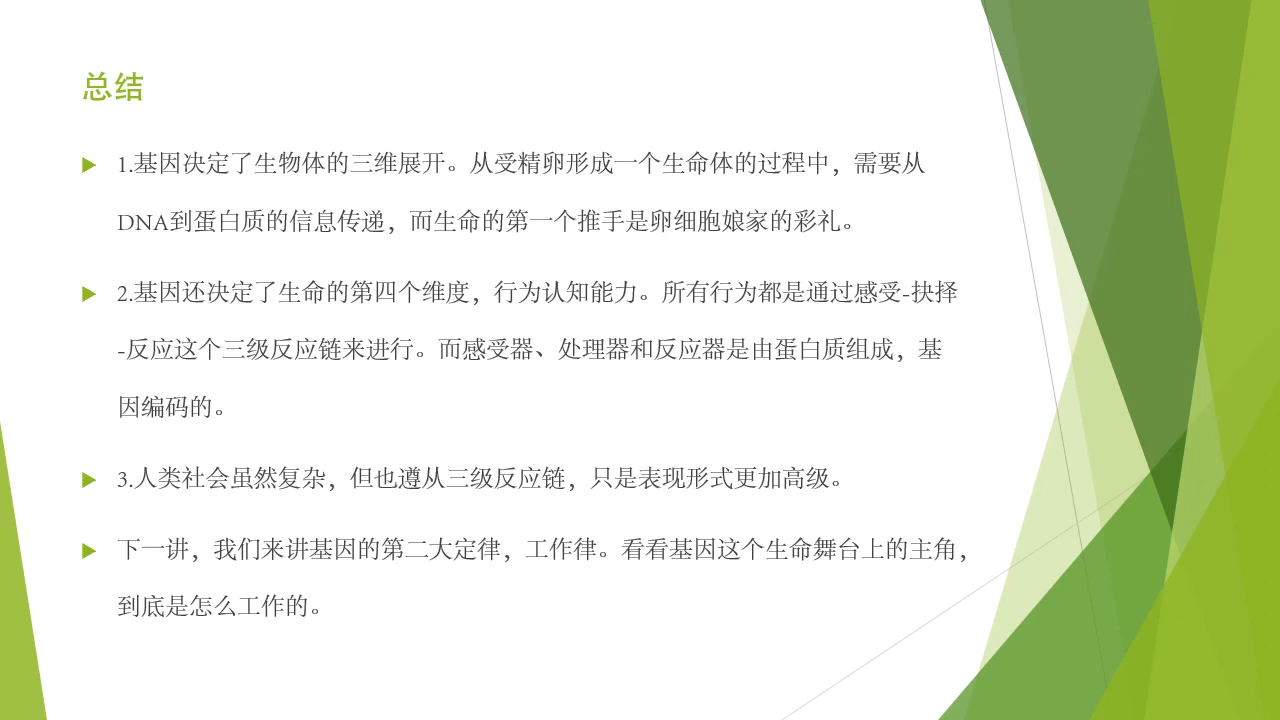 总结
1.基因决定了生物体的三维展开。从受精卵形成一个生命体的过程中，需要从
DNA到蛋白质的信息传递，而生命的第一个推手是卵细胞娘家的彩礼。
2.基因还决定了生命的第四个维度，行为认知能力。所有行为都是通过感受-抉择
-反应这个三级反应链来进行。而感受器、处理器和反应器是由蛋白质组成，基
因编码的。
3.人类社会虽然复杂，但也遵从三级反应链，只是表现形式更加高级。
下一讲，我们来讲基因的第二大定律，工作律。看看基因这个生命舞台上的主角，
到底是怎么工作的。